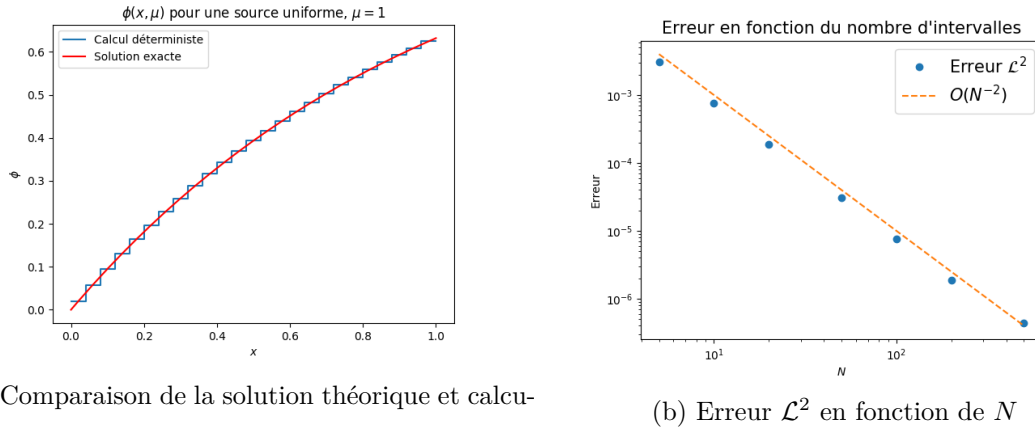 ϕ(x, μ) pour une source uniforme, μ = 1
Calcul déterministe
Solution exacte
0.6
0.5
0.4
0.3
0.2
0.1
0.0
ϕ
0.0 0.2 0.4 0.6 0.8 1.0
x
Comparaison de la solution théorique et calcu-
Erreur en fonction du nombre d'intervalles
Erreur ℒ²
O(N⁻²)
10⁻³
10⁻⁴
10⁻⁵
10⁻⁶
Erreur
10¹ 10²
N
(b) Erreur ℒ² en fonction de N